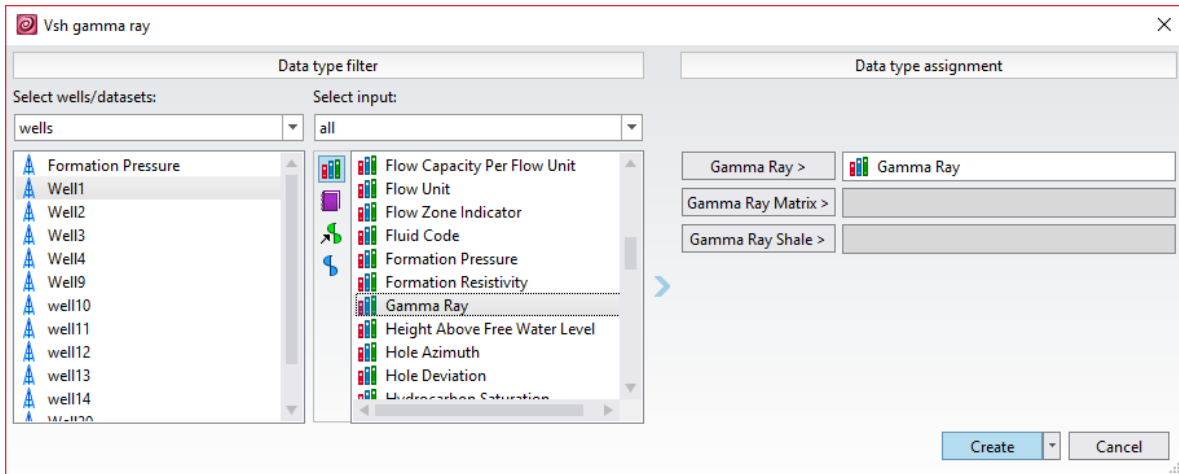 Vsh gamma ray
Data type filter
Select wells/datasets:
wells
Formation Pressure
Well1
Well2
Well3
Well4
Well9
well10
well11
well12
well13
well14
Select input:
all
Flow Capacity Per Flow Unit
Flow Unit
Flow Zone Indicator
Fluid Code
Formation Pressure
Formation Resistivity
Gamma Ray
Height Above Free Water Level
Hole Azimuth
Hole Deviation
Hydrocarbon Saturation
Data type assignment
Gamma Ray > Gamma Ray
Gamma Ray Matrix >
Gamma Ray Shale >
Create
Cancel